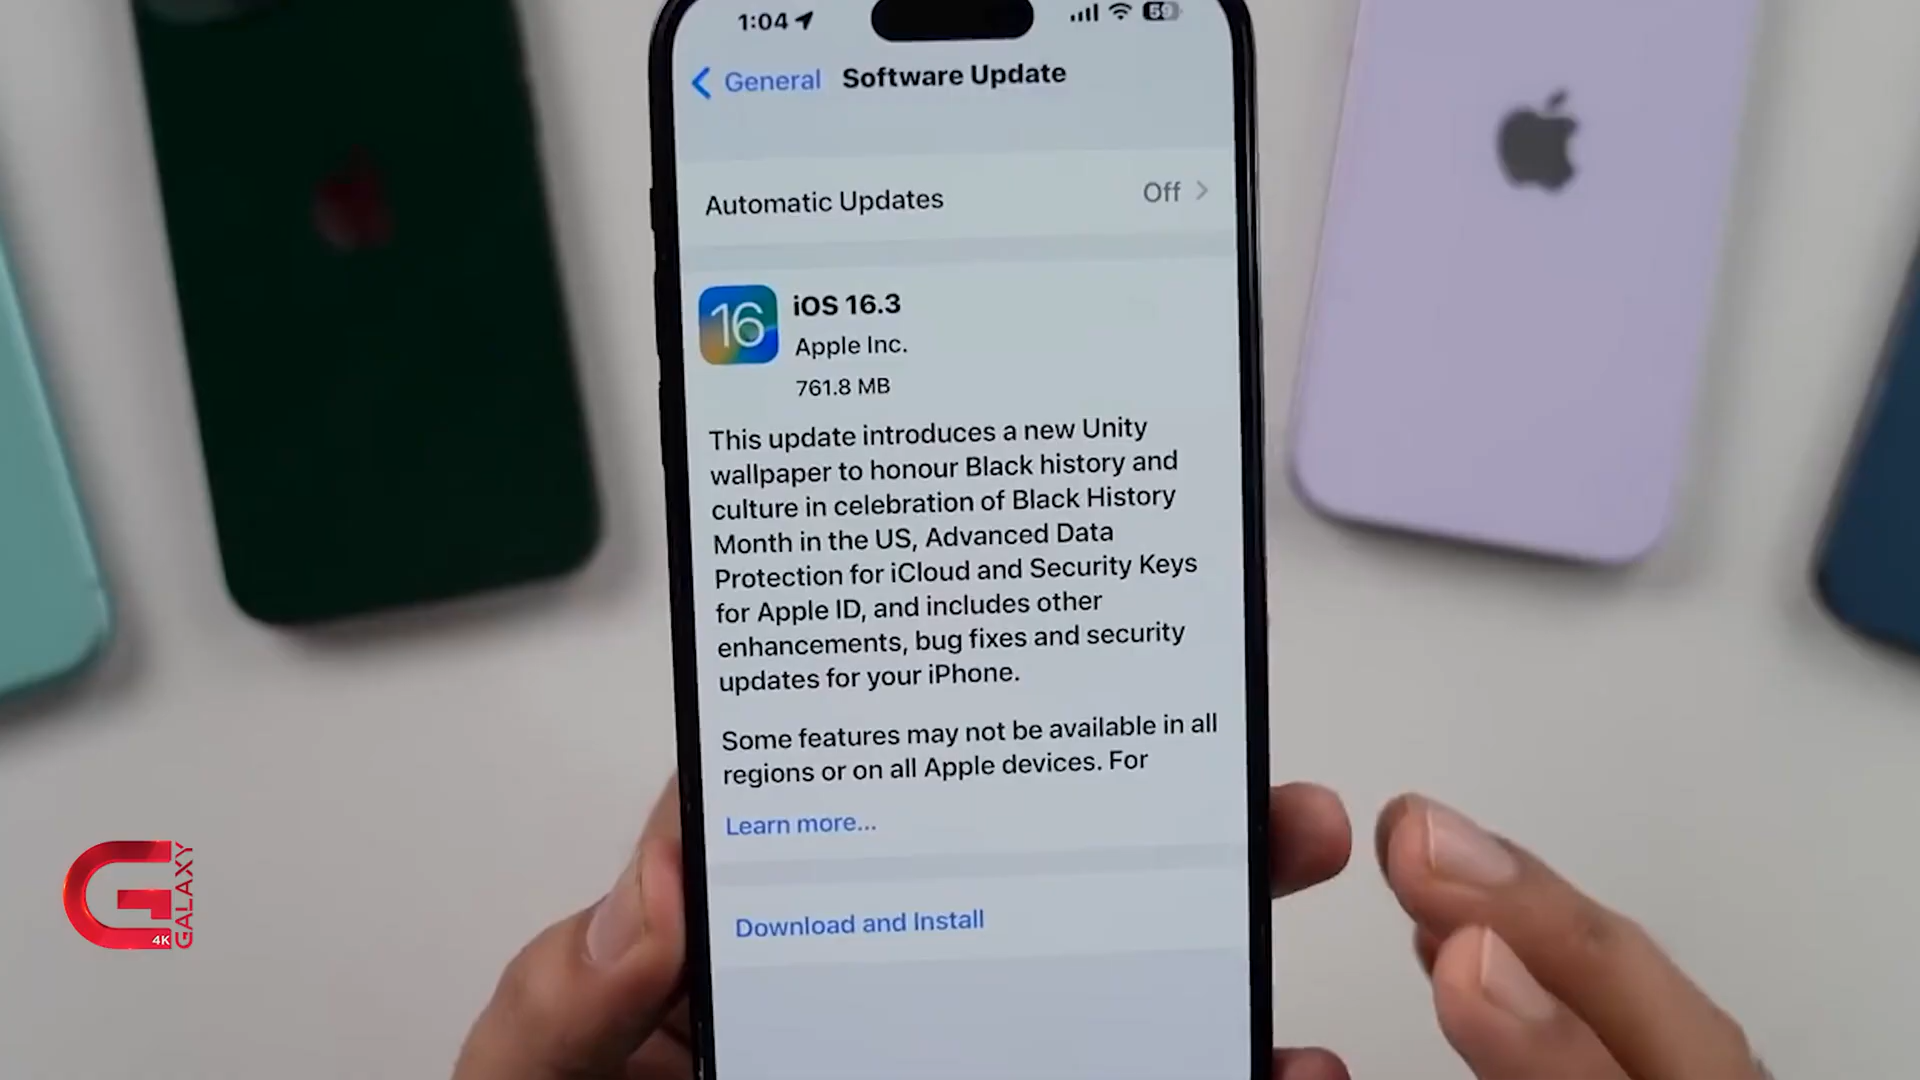 1:04
59
General Software Update
Automatic Updates Off
16
iOS 16.3
Apple Inc.
761.8 MB
This update introduces a new Unity
wallpaper to honour Black history and
culture in celebration of Black History
Month in the US, Advanced Data
Protection for iCloud and Security Keys
for Apple ID, and includes other
enhancements, bug fixes and security
updates for your iPhone.
Some features may not be available in all
regions or on all Apple devices. For
Learn more...
Download and Install
G GALAXY
4K